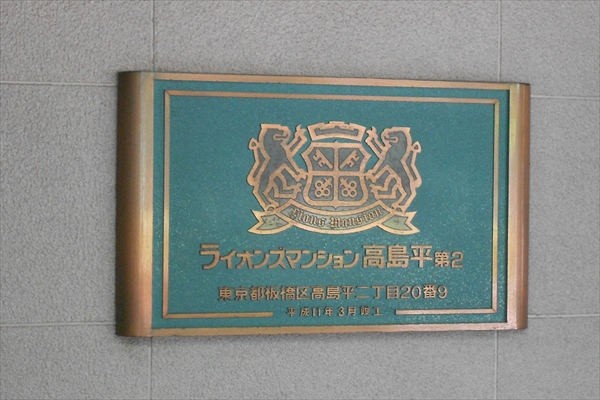 Lions Mansion
ライオンズマンション高島平第2
東京都板橋区高島平二丁目20番9
平成11年3月竣工